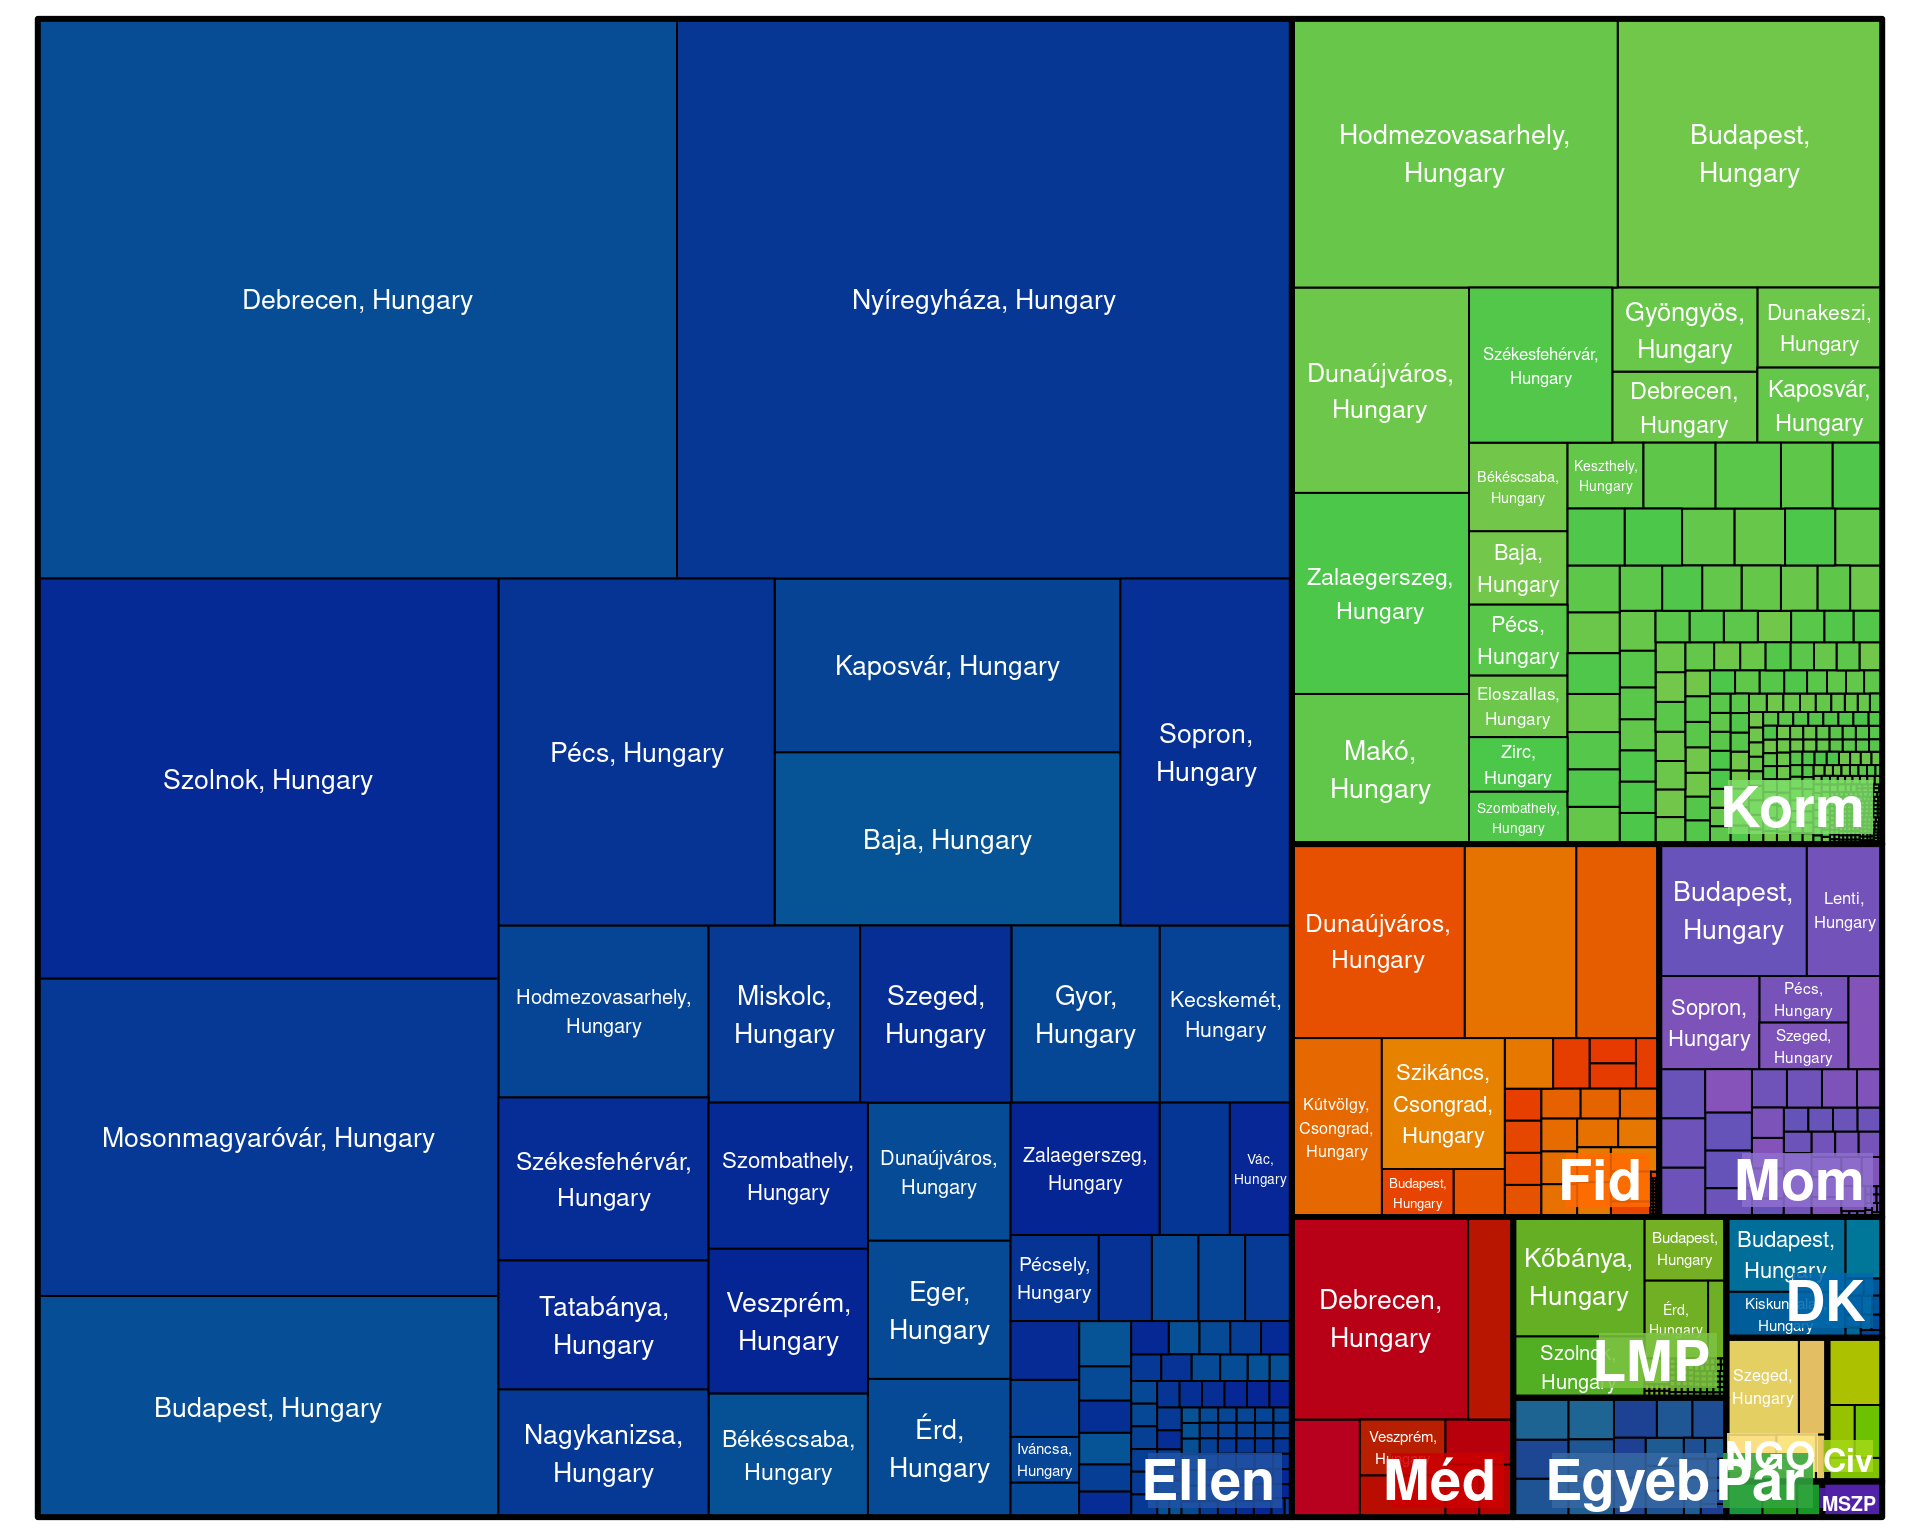 Debrecen, Hungary
Nyíregyháza, Hungary
Szolnok, Hungary
Mosonmagyaróvár, Hungary
Budapest, Hungary
Pécs, Hungary
Kaposvár, Hungary
Baja, Hungary
Sopron,
Hungary
Hodmezovasarhely,
Hungary
Miskolc,
Hungary
Szeged,
Hungary
Gyor,
Hungary
Kecskemét,
Hungary
Székesfehérvár,
Hungary
Tatabánya,
Hungary
Nagykanizsa,
Hungary
Szombathely,
Hungary
Veszprém,
Hungary
Békéscsaba,
Hungary
Dunaújváros,
Hungary
Eger,
Hungary
Érd,
Hungary
Zalaegerszeg,
Hungary
Vác,
Hungary
Pécsely,
Hungary
Iváncsa,
Hungary
Ellen
Hodmezovasarhely,
Hungary
Budapest,
Hungary
Dunaújváros,
Hungary
Zalaegerszeg,
Hungary
Makó,
Hungary
Székesfehérvár,
Hungary
Gyöngyös,
Hungary
Dunakeszi,
Hungary
Debrecen,
Hungary
Kaposvár,
Hungary
Békéscsaba,
Hungary
Keszthely,
Hungary
Baja,
Hungary
Pécs,
Hungary
Eloszallas,
Hungary
Zirc,
Hungary
Szombathely,
Hungary
Korm
Dunaújváros,
Hungary
Kútvölgy,
Csongrad,
Hungary
Szikáncs,
Csongrad,
Hungary
Budapest,
Hungary
Fid
Budapest,
Hungary
Lenti,
Hungary
Sopron,
Hungary
Pécs,
Hungary
Szeged,
Hungary
Mom
Debrecen,
Hungary
Veszprém,
Méd
Kőbánya,
Hungary
Budapest,
Hungary
Érd,
Hungary
Szolnok,
Hungary
LMP
Budapest,
Hungary
Hungary
DK
Szeged,
Hungary
NGO
Civ
Egyéb
Pár
MSZP